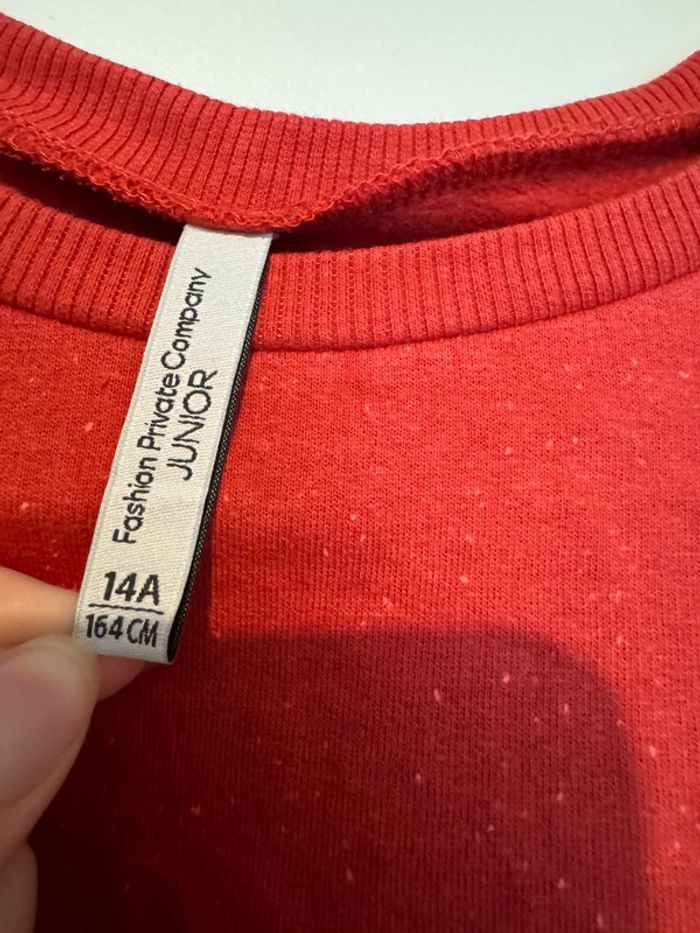 Fashion Private Company
JUNIOR
14A
164 CM